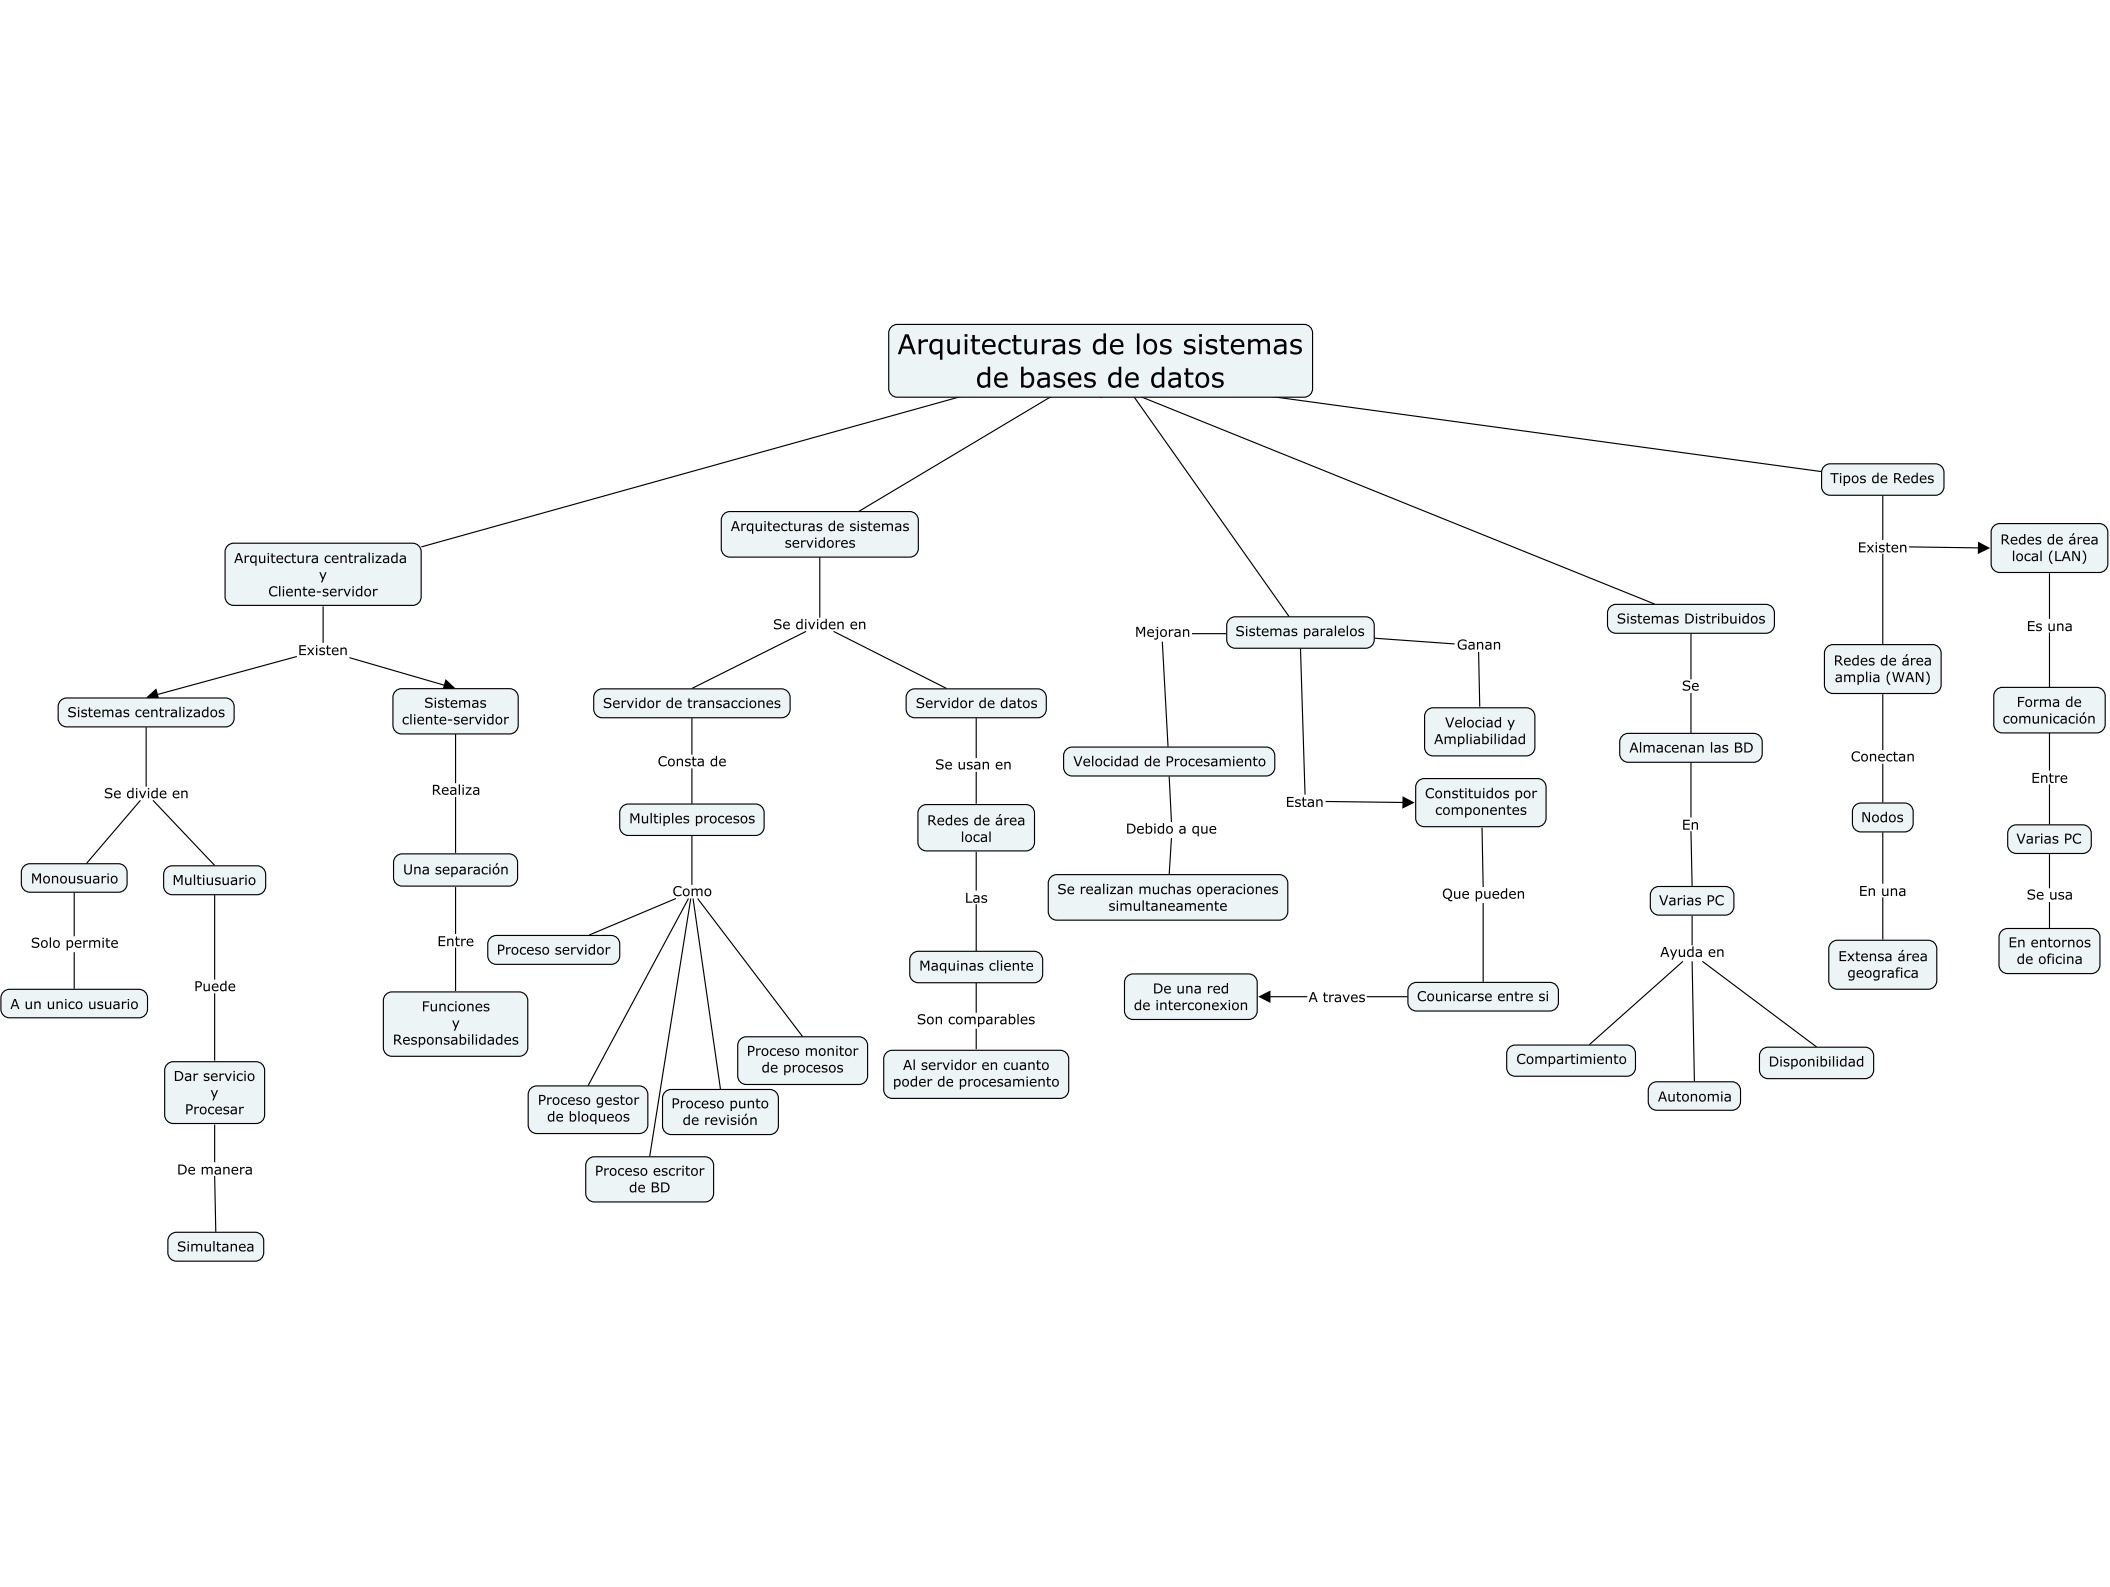 Arquitecturas de los sistemas
de bases de datos
Arquitectura centralizada
y
Cliente-servidor
Existen
Sistemas centralizados
Se divide en
Monousuario
Solo permite
A un unico usuario
Multiusuario
Puede
Dar servicio
y
Procesar
De manera
Simultanea
Sistemas
cliente-servidor
Realiza
Una separación
Entre
Funciones
y
Responsabilidades
Arquitecturas de sistemas
servidores
Se dividen en
Servidor de transacciones
Consta de
Multiples procesos
Como
Proceso servidor
Proceso gestor
de bloqueos
Proceso escritor
de BD
Proceso punto
de revisión
Proceso monitor
de procesos
Servidor de datos
Se usan en
Redes de área
local
Las
Maquinas cliente
Son comparables
Al servidor en cuanto
poder de procesamiento
Sistemas paralelos
Mejoran
Velocidad de Procesamiento
Debido a que
Se realizan muchas operaciones
simultaneamente
Ganan
Velociad y
Ampliabilidad
Estan
Constituidos por
componentes
Que pueden
Counicarse entre si
A traves
De una red
de interconexion
Sistemas Distribuidos
Se
Almacenan las BD
En
Varias PC
Ayuda en
Compartimiento
Autonomia
Disponibilidad
Tipos de Redes
Existen
Redes de área
amplia (WAN)
Conectan
Nodos
En una
Extensa área
geografica
Redes de área
local (LAN)
Es una
Forma de
comunicación
Entre
Varias PC
Se usa
En entornos
de oficina